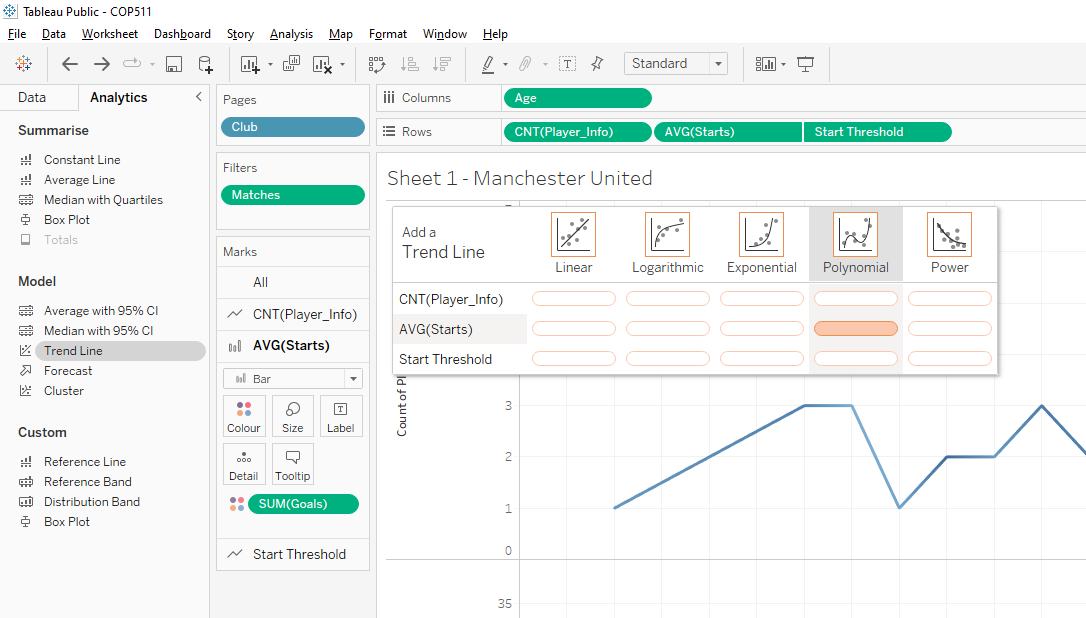 Tableau Public - COP511
File Data Worksheet Dashboard Story Analysis Map Format Window Help
Standard
Data
Analytics
Summarise
Constant Line
Average Line
Median with Quartiles
Box Plot
Totals
Model
Average with 95% CI
Median with 95% CI
Trend Line
Forecast
Cluster
Custom
Reference Line
Reference Band
Distribution Band
Box Plot
Pages
Club
Filters
Matches
Marks
All
CNT(Player_Info)
AVG(Starts)
Bar
Colour
Size
Label
Detail
Tooltip
SUM(Goals)
Start Threshold
Columns
Age
Rows
CNT(Player_Info)
AVG(Starts)
Start Threshold
Sheet 1 - Manchester United
Add a
Trend Line
Linear
Logarithmic
Exponential
Polynomial
Power
CNT(Player_Info)
AVG(Starts)
Start Threshold
Count of
3
2
1
0
35